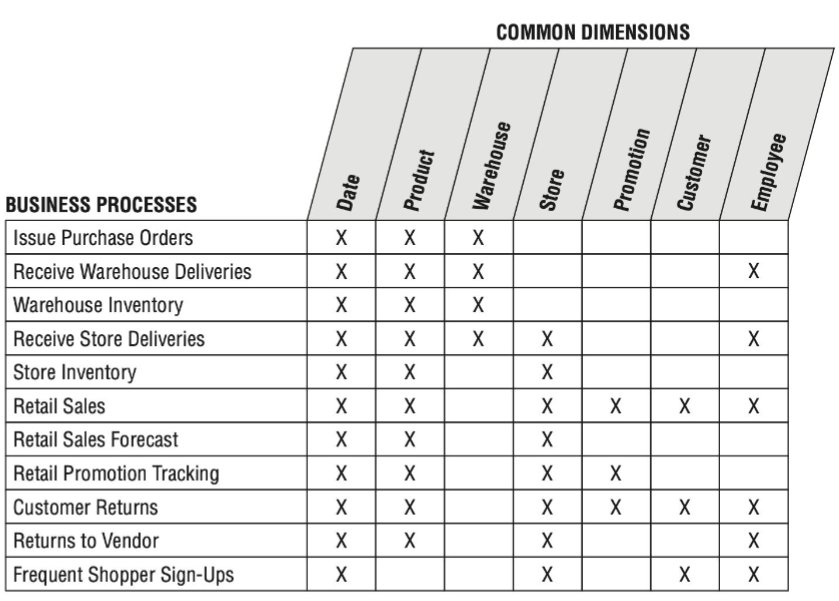 COMMON DIMENSIONS
BUSINESS PROCESSES Date Product Warehouse Store Promotion Customer Employee
Issue Purchase Orders X X X
Receive Warehouse Deliveries X X X X
Warehouse Inventory X X X
Receive Store Deliveries X X X X X
Store Inventory X X X
Retail Sales X X X X X X
Retail Sales Forecast X X X
Retail Promotion Tracking X X X X
Customer Returns X X X X X X
Returns to Vendor X X X X
Frequent Shopper Sign-Ups X X X X